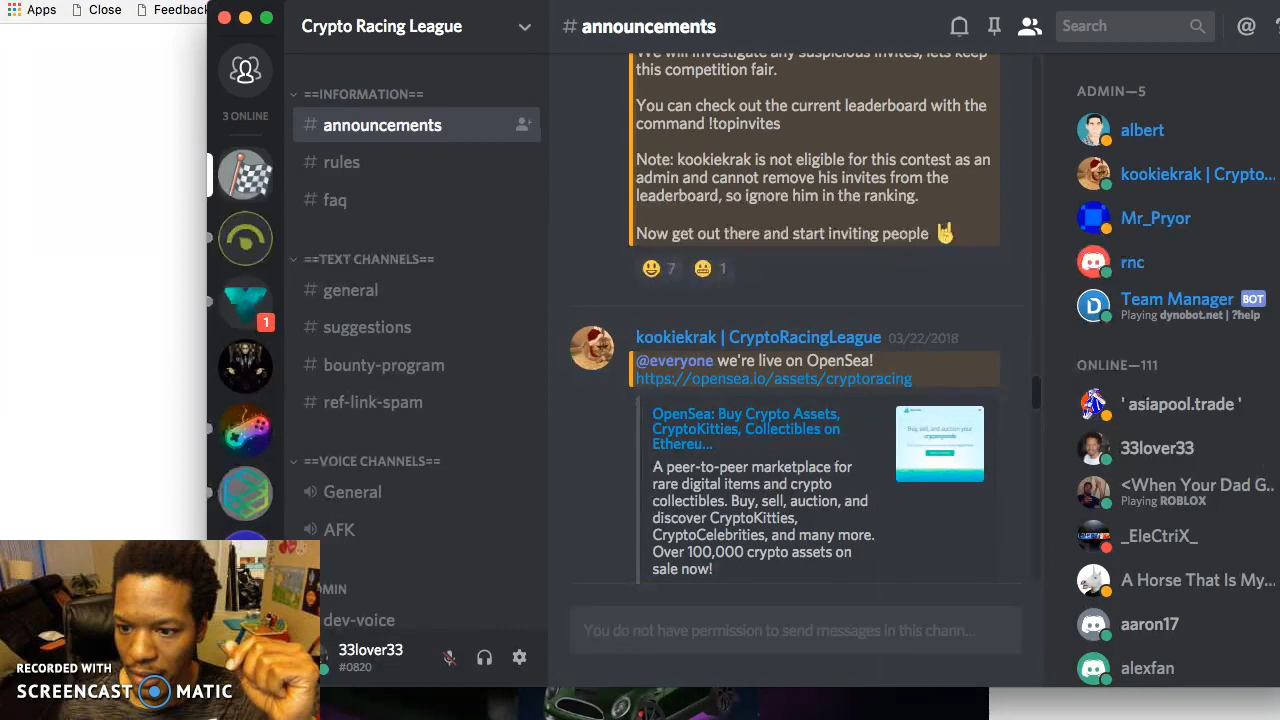 Apps
Close
Feedback
3 ONLINE
1
Crypto Racing League
==INFORMATION==
# announcements
# rules
# faq
==TEXT CHANNELS==
# general
# suggestions
# bounty-program
# ref-link-spam
==VOICE CHANNELS==
General
AFK
MIN
dev-voice
33lover33
#0820
# announcements
Search
@
We will investigate any suspicious invites, lets keep
this competition fair.
You can check out the current leaderboard with the
command !topinvites
Note: kookiekrak is not eligible for this contest as an
admin and cannot remove his invites from the
leaderboard, so ignore him in the ranking.
Now get out there and start inviting people 🤘
😃 7 😬 1
kookiekrak | CryptoRacingLeague 03/22/2018
@everyone we're live on OpenSea!
https://opensea.io/assets/cryptoracing
OpenSea: Buy Crypto Assets,
CryptoKitties, Collectibles on
Ethereu...
A peer-to-peer marketplace for
rare digital items and crypto
collectibles. Buy, sell, auction, and
discover CryptoKitties,
CryptoCelebrities, and many more.
Over 100,000 crypto assets on
sale now!
You do not have permission to send messages in this chann...
ADMIN—5
albert
kookiekrak | Crypto...
Mr_Pryor
rnc
Team Manager BOT
Playing dynobot.net | ?help
ONLINE—111
' asiapool.trade '
33lover33
<When Your Dad G..
Playing ROBLOX
_EleCtriX_
A Horse That Is My...
aaron17
alexfan
RECORDED WITH
SCREENCAST MATIC